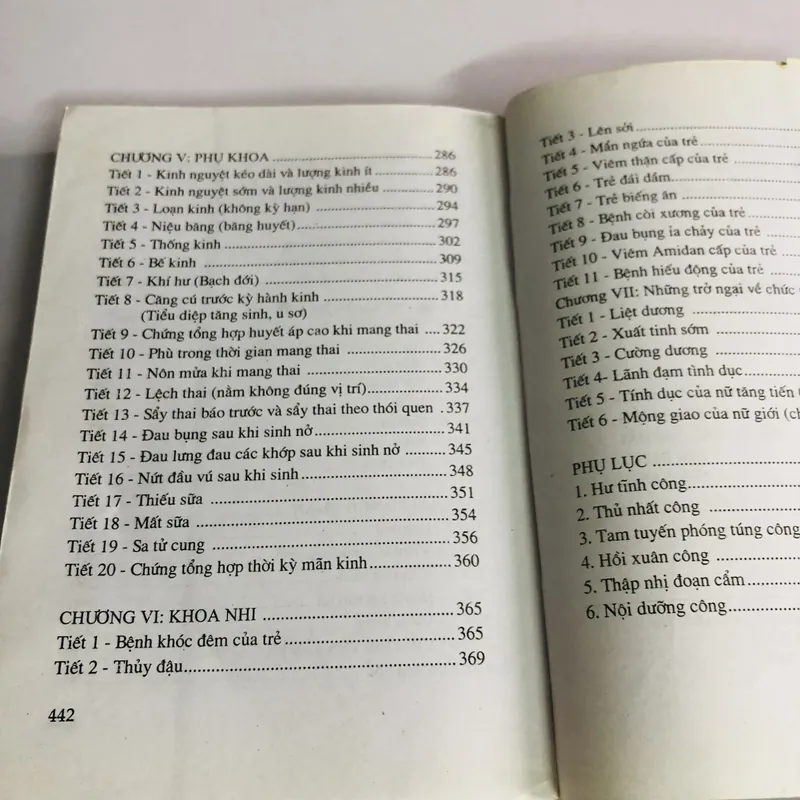 CHƯƠNG V: PHỤ KHOA ........ 286
Tiết 1 - Kinh nguyệt kéo dài và lượng kinh ít ........ 286
Tiết 2 - Kinh nguyệt sớm và lượng kinh nhiều ........ 290
Tiết 3 - Loạn kinh (không kỳ hạn) ........ 294
Tiết 4 - Niệu băng (băng huyết) ........ 297
Tiết 5 - Thống kinh ........ 302
Tiết 6 - Bế kinh ........ 309
Tiết 7 - Khí hư (Bạch đới) ........ 315
Tiết 8 - Căng cú trước kỳ hành kinh ........ 318
(Tiểu diệp tăng sinh, u sơ)
Tiết 9 - Chứng tổng hợp huyết áp cao khi mang thai .... 322
Tiết 10 - Phù trong thời gian mang thai ........ 326
Tiết 11 - Nôn mửa khi mang thai ........ 330
Tiết 12 - Lệch thai (nằm không đúng vị trí) ........ 334
Tiết 13 - Sẩy thai báo trước và sẩy thai theo thói quen . 337
Tiết 14 - Đau bụng sau khi sinh nở ........ 341
Tiết 15 - Đau lưng đau các khớp sau khi sinh nở ........ 345
Tiết 16 - Nứt đầu vú sau khi sinh ........ 348
Tiết 17 - Thiếu sữa ........ 351
Tiết 18 - Mất sữa ........ 354
Tiết 19 - Sa tử cung ........ 356
Tiết 20 - Chứng tổng hợp thời kỳ mãn kinh ........ 360
CHƯƠNG VI: KHOA NHI ........ 365
Tiết 1 - Bệnh khóc đêm của trẻ ........ 365
Tiết 2 - Thủy đậu ........ 369
442
Tiết 3 - Lên sởi ........
Tiết 4 - Mẩn ngứa của trẻ ........
Tiết 5 - Viêm thận cấp của trẻ ........
Tiết 6 - Trẻ đái dầm ........
Tiết 7 - Trẻ biếng ăn ........
Tiết 8 - Bệnh còi xương của trẻ ........
Tiết 9 - Đau bụng ỉa chảy của trẻ ........
Tiết 10 - Viêm Amidan cấp của trẻ ........
Tiết 11 - Bệnh hiếu động của trẻ ........
Chương VII: Những trở ngại về chức
Tiết 1 - Liệt dương ........
Tiết 2 - Xuất tinh sớm ........
Tiết 3 - Cường dương ........
Tiết 4- Lãnh đạm tình dục ........
Tiết 5 - Tính dục của nữ tăng tiến
Tiết 6 - Mộng giao của nữ giới (ch
PHỤ LỤC ........
1. Hư tĩnh công ........
2. Thủ nhất công ........
3. Tam tuyến phóng túng công
4. Hồi xuân công ........
5. Thập nhị đoạn cẩm ........
6. Nội dưỡng công ........